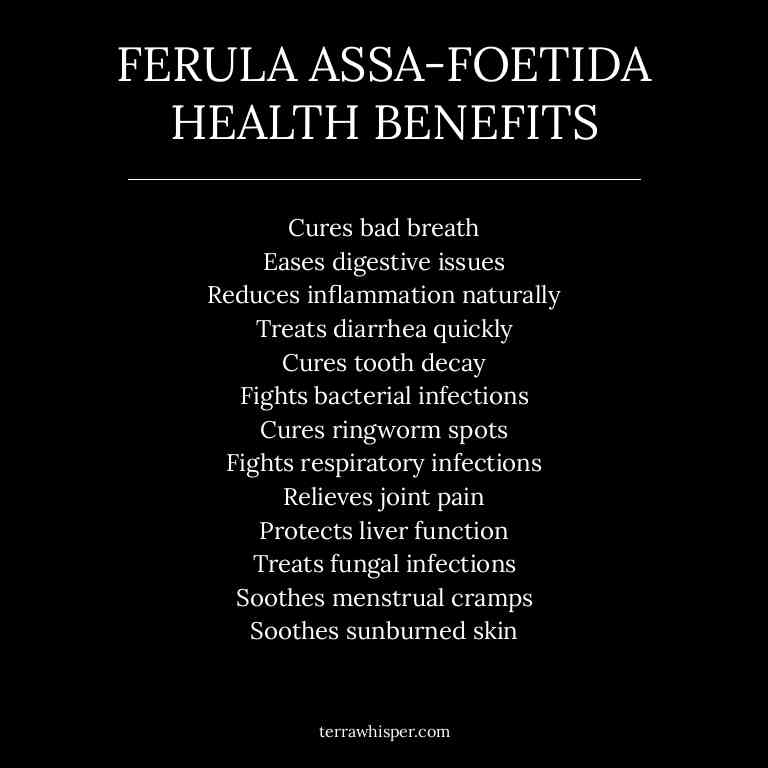 FERULA ASSA-FOETIDA
HEALTH BENEFITS
Cures bad breath
Eases digestive issues
Reduces inflammation naturally
Treats diarrhea quickly
Cures tooth decay
Fights bacterial infections
Cures ringworm spots
Fights respiratory infections
Relieves joint pain
Protects liver function
Treats fungal infections
Soothes menstrual cramps
Soothes sunburned skin
terrawhisper.com